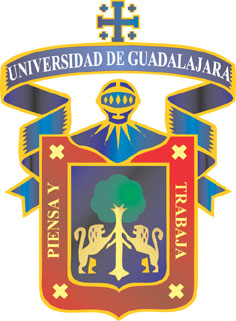 UNIVERSIDAD DE GUADALAJARA
PIENSA Y
TRABAJA